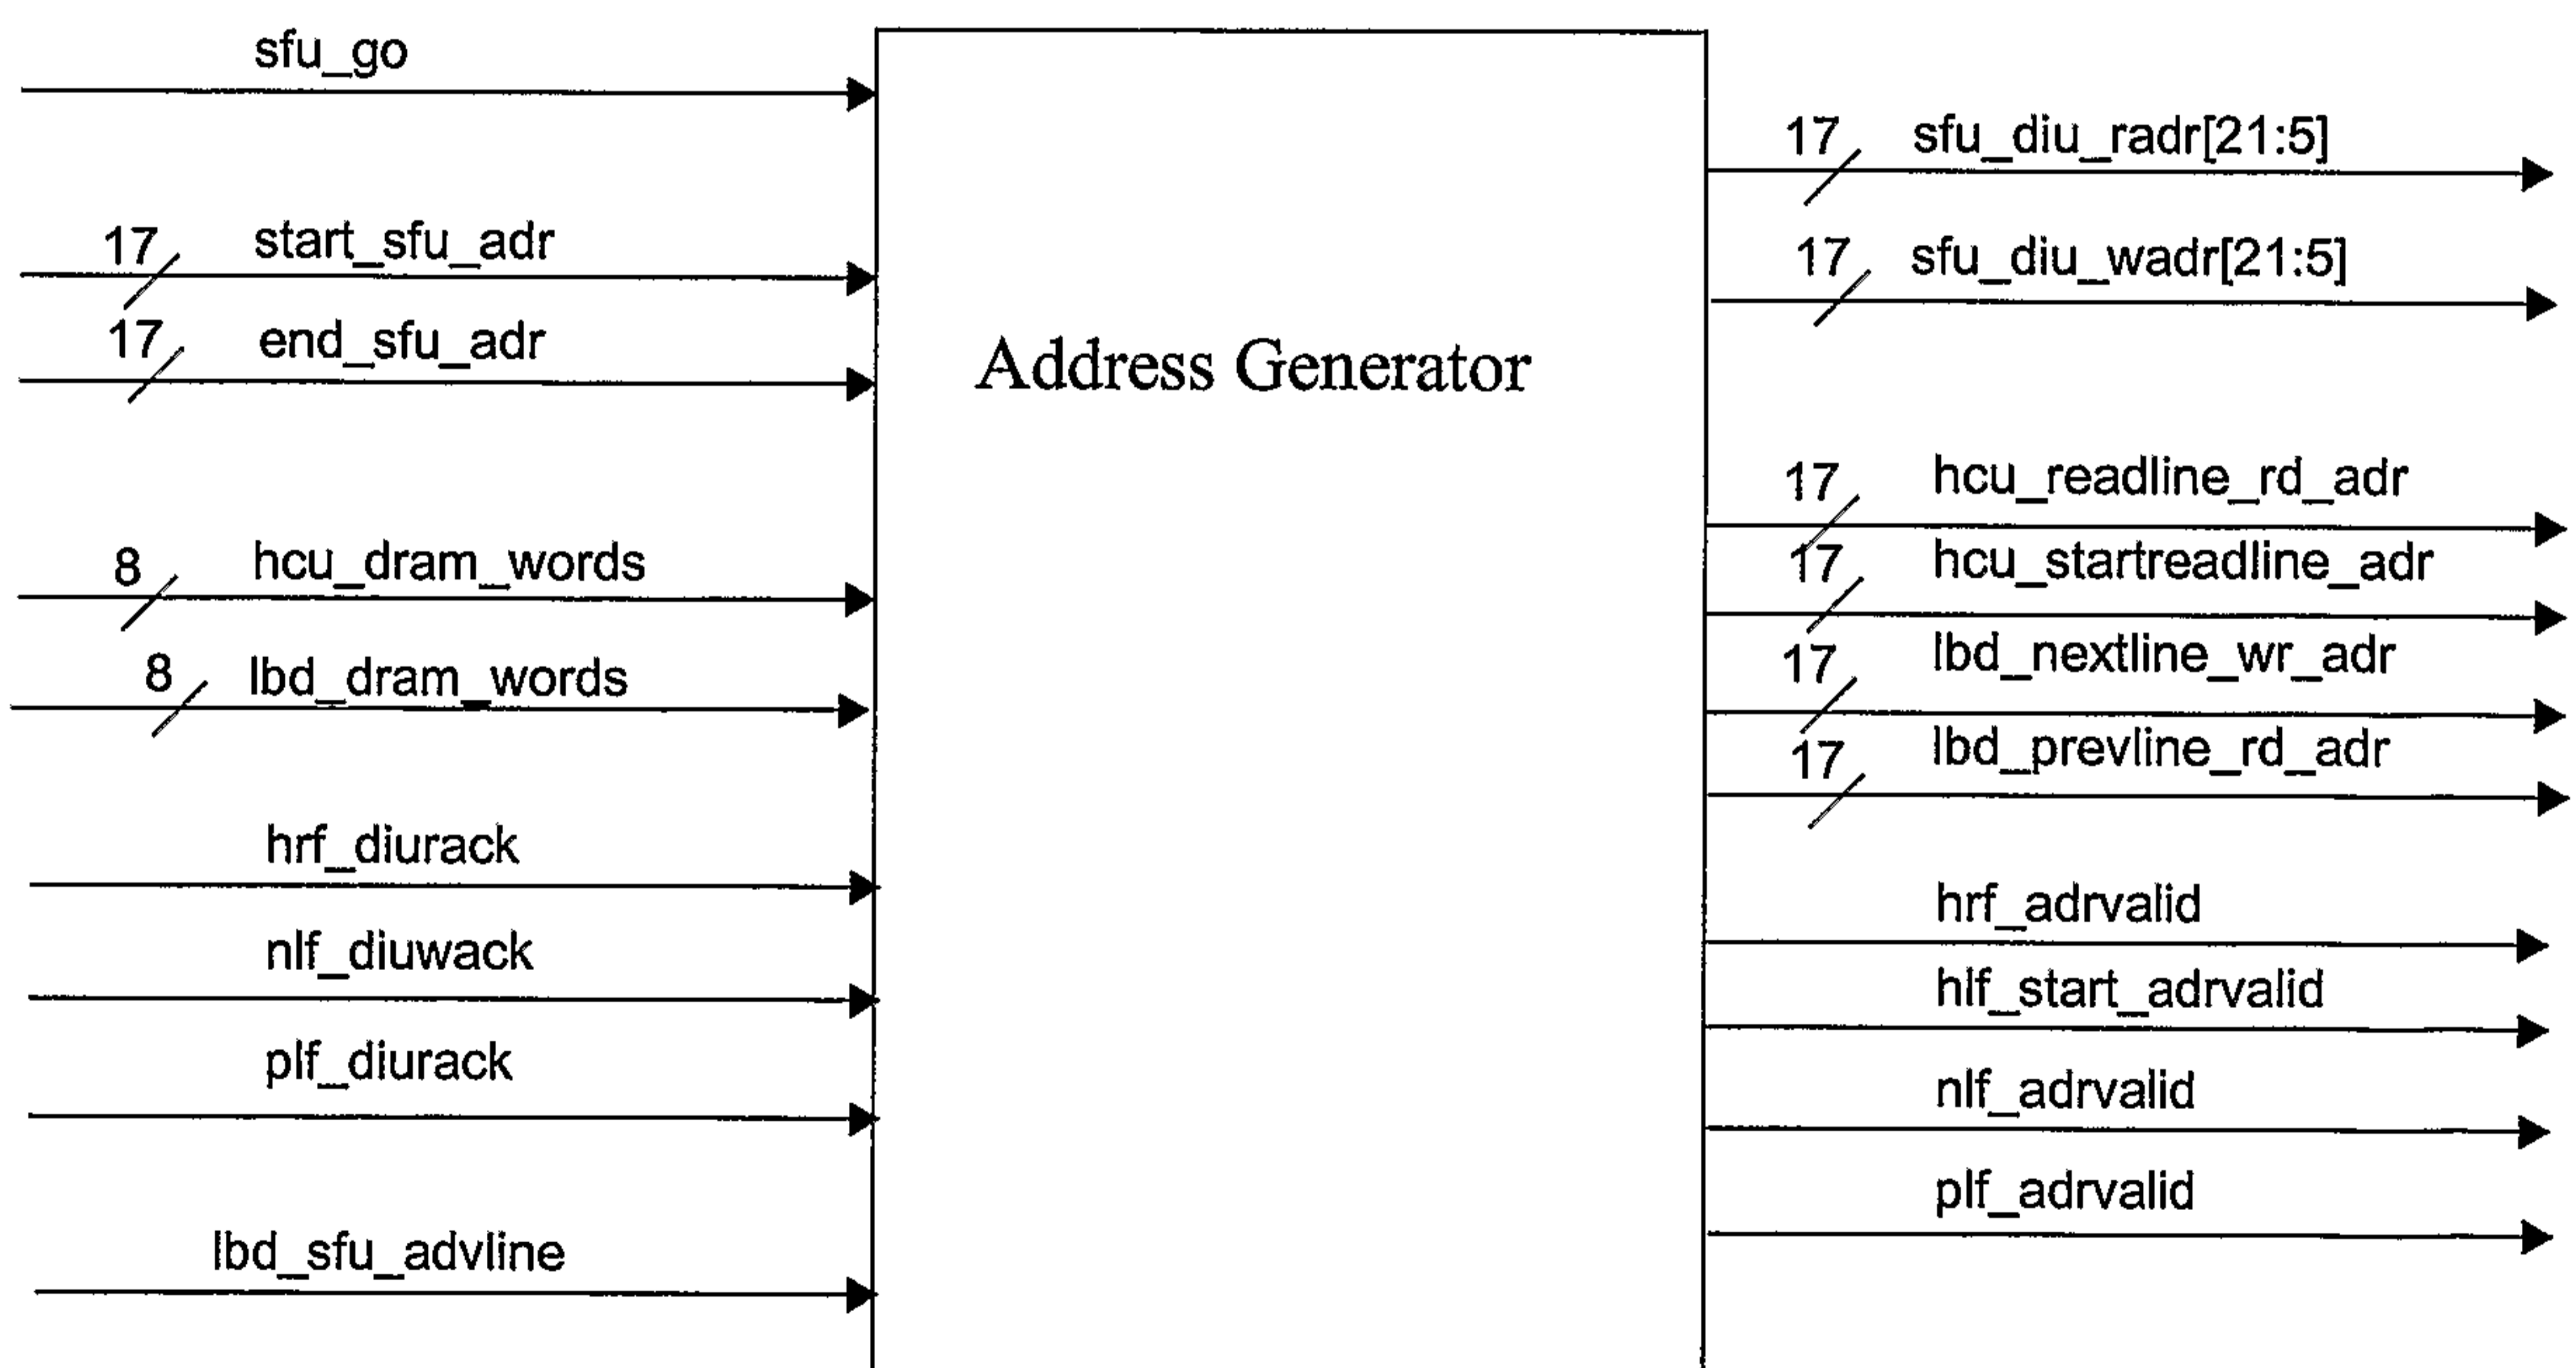 sfu_go
17 start_sfu_adr
17 end_sfu_adr
8 hcu_dram_words
8 lbd_dram_words
hrf_diurack
nlf_diuwack
plf_diurack
lbd_sfu_advline
Address Generator
17 sfu_diu_radr[21:5]
17 sfu_diu_wadr[21:5]
17 hcu_readline_rd_adr
17 hcu_startreadline_adr
17 lbd_nextline_wr_adr
17 lbd_prevline_rd_adr
hrf_adrvalid
hlf_start_adrvalid
nlf_adrvalid
plf_adrvalid